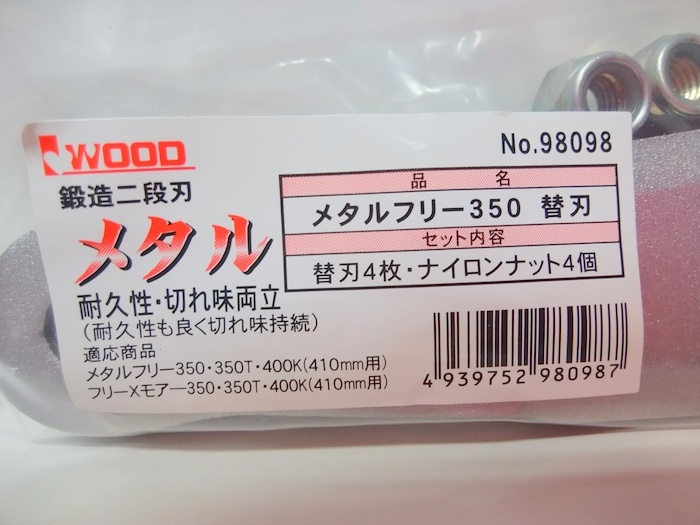 WOOD
No.98098
鍛造二段刃
メタル
品 名
メタルフリー350 替刃
セット内容
替刃4枚・ナイロンナット4個
耐久性・切れ味両立
(耐久性も良く切れ味持続)
適応商品
メタルフリー350・350T・400K(410mm用)
フリーXモアー350・350T・400K(410mm用)
4 939752 980987